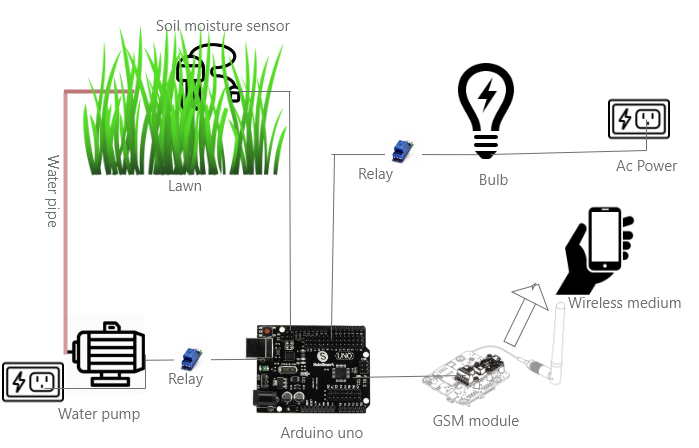 Soil moisture sensor
Lawn
Water pipe
Relay
Bulb
Ac Power
Wireless medium
UNO
Relay
Water pump
GSM module
Arduino uno